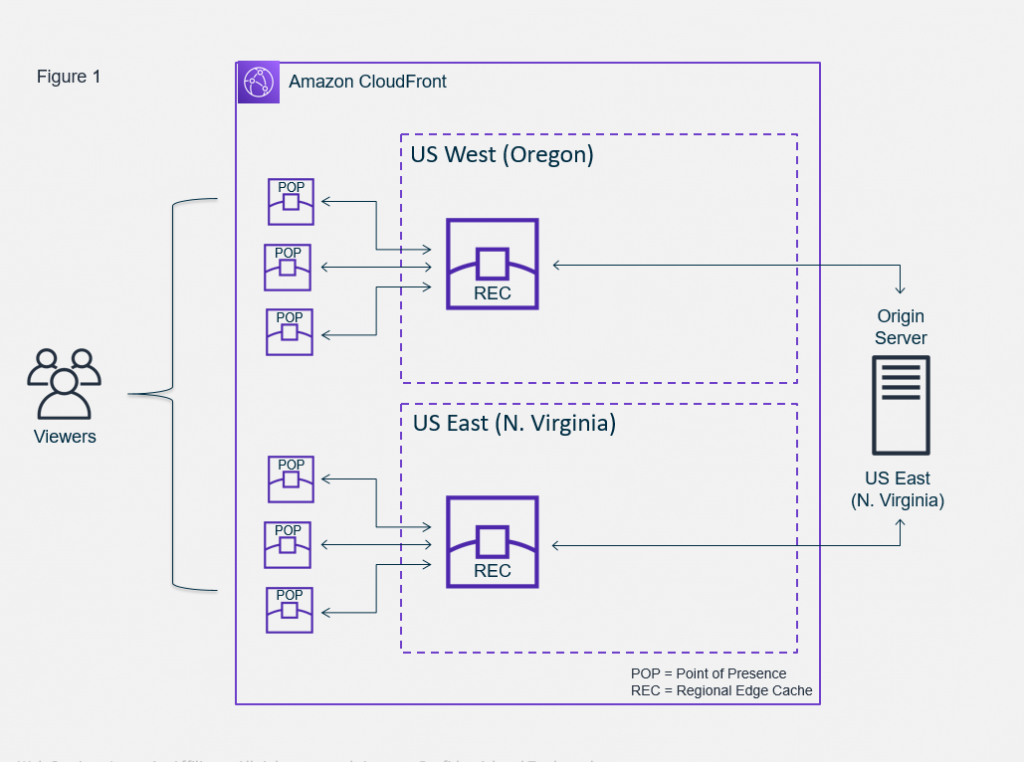 Figure 1
Amazon CloudFront
US West (Oregon)
POP
POP
POP
REC
Origin
Server
Viewers
US East (N. Virginia)
POP
POP
POP
REC
US East
(N. Virginia)
POP = Point of Presence
REC = Regional Edge Cache